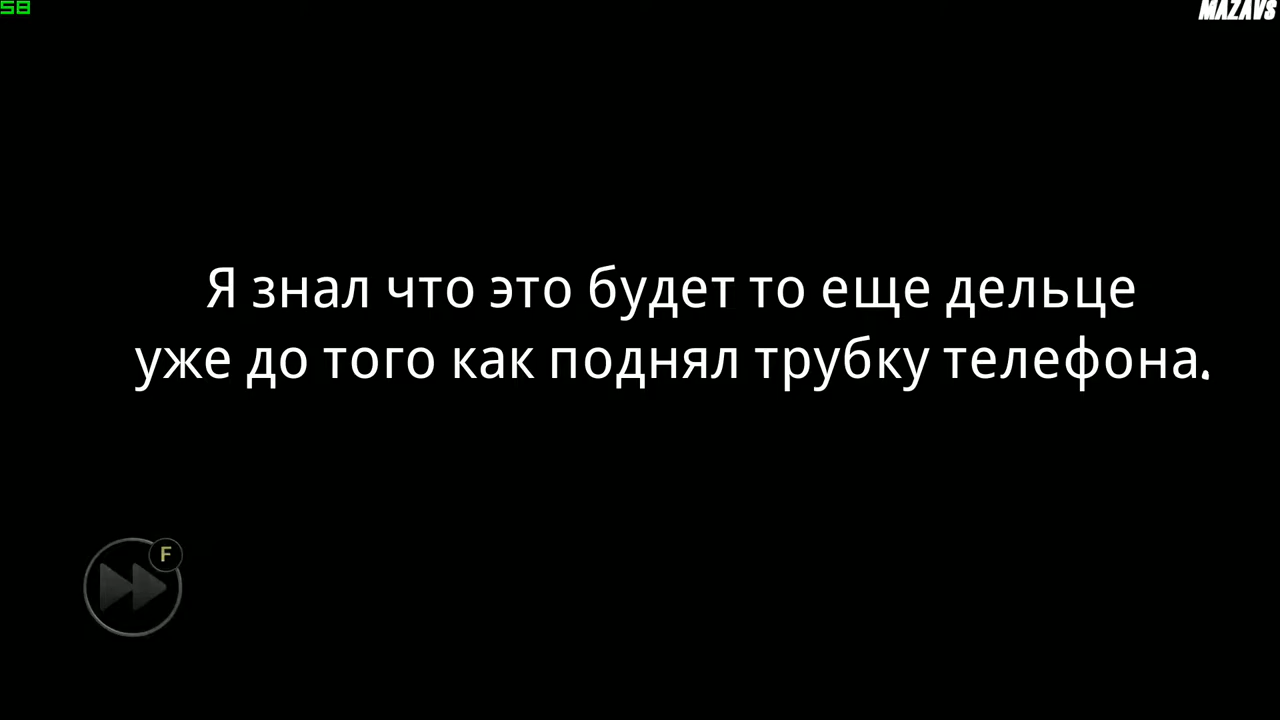 58
MAZAVS
Я знал что это будет то еще дельце
уже до того как поднял трубку телефона.
F